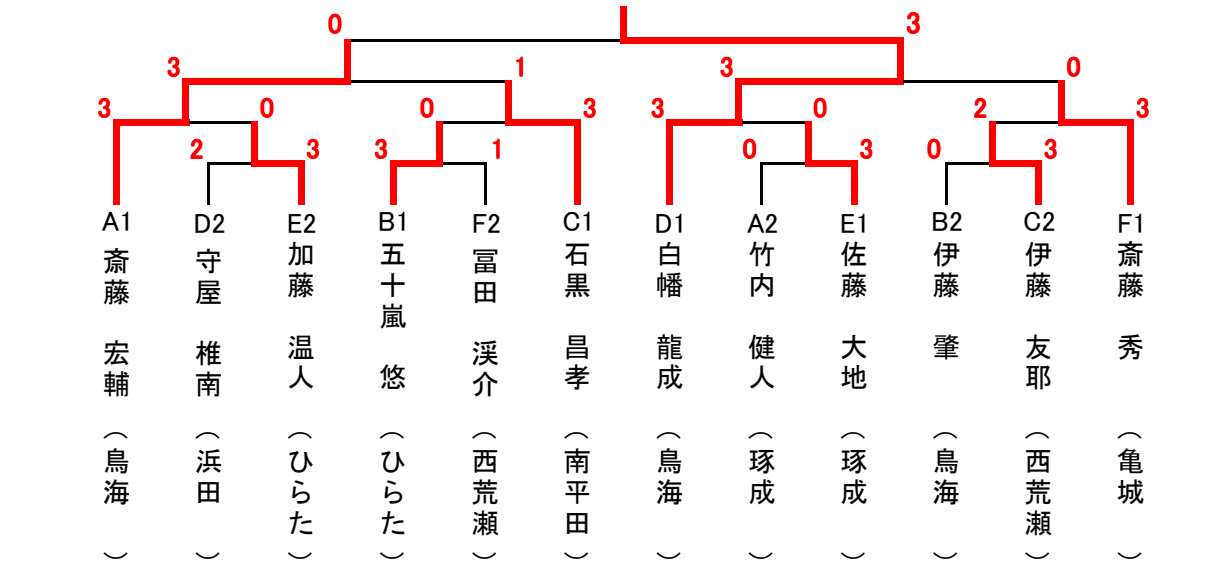 0 3
3 1 3 0
3 0 0 3 3 0 2 3
2 3 3 1 0 3 0 3
A1 D2 E2 B1 F2 C1 D1 A2 E1 B2 C2 F1
斎藤 宏輔 （鳥海）
守屋 椎南 （浜田）
加藤 温人 （ひらた）
五十嵐 悠 （ひらた）
冨田 渓介 （西荒瀬）
石黒 昌孝 （南平田）
白幡 龍成 （鳥海）
竹内 健人 （琢成）
佐藤 大地 （琢成）
伊藤 肇 （鳥海）
伊藤 友耶 （西荒瀬）
斎藤 秀 （亀城）